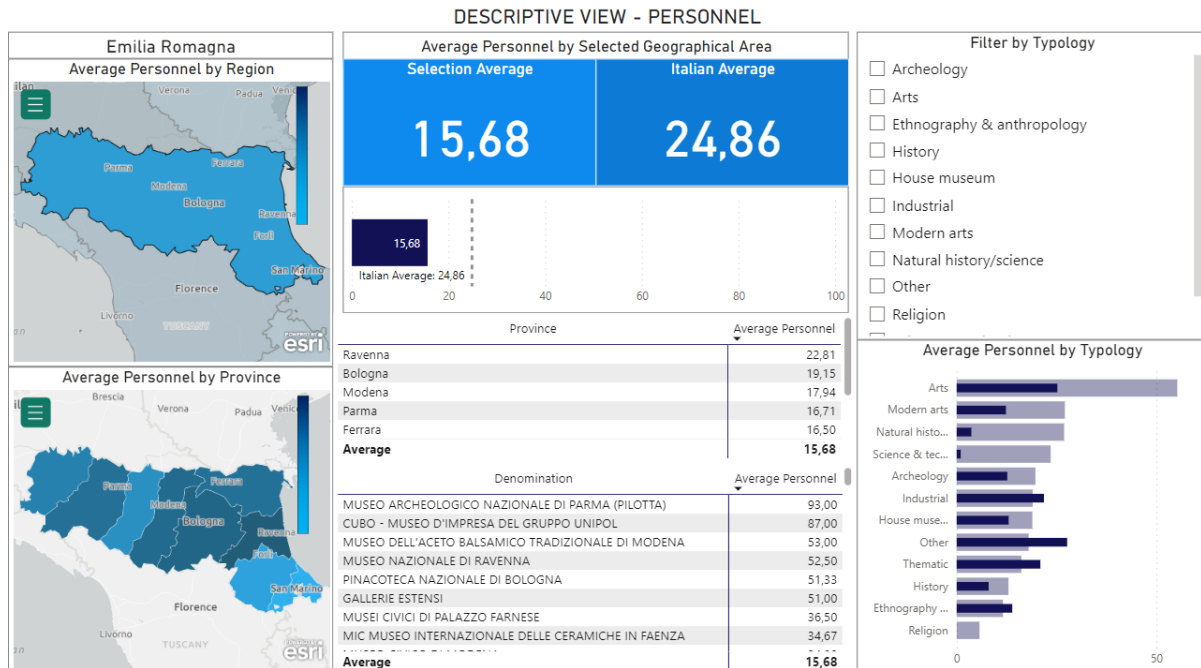 DESCRIPTIVE VIEW - PERSONNEL
Emilia Romagna
Average Personnel by Region
ilan
Verona
Padua
Venic
Parma
Ferrara
Modena
Bologna
Ravenna
Forlì
San Marino
Florence
Livorno
TUSCANY
esri
Average Personnel by Province
Brescia
Verona
Padua
Venice
Parma
Ferrara
Modena
Bologna
Ravenna
Forlì
San Marino
Florence
Livorno
TUSCANY
esri
Average Personnel by Selected Geographical Area
Selection Average
Italian Average
15,68
24,86
15,68
Italian Average: 24,86
0 20 40 60 80 100
Province Average Personnel
Ravenna 22,81
Bologna 19,15
Modena 17,94
Parma 16,71
Ferrara 16,50
Average 15,68
Denomination Average Personnel
MUSEO ARCHEOLOGICO NAZIONALE DI PARMA (PILOTTA) 93,00
CUBO - MUSEO D'IMPRESA DEL GRUPPO UNIPOL 87,00
MUSEO DELL'ACETO BALSAMICO TRADIZIONALE DI MODENA 53,00
MUSEO NAZIONALE DI RAVENNA 52,50
PINACOTECA NAZIONALE DI BOLOGNA 51,33
GALLERIE ESTENSI 51,00
MUSEI CIVICI DI PALAZZO FARNESE 36,50
MIC MUSEO INTERNAZIONALE DELLE CERAMICHE IN FAENZA 34,67
Average 15,68
Filter by Typology
Archeology
Arts
Ethnography & anthropology
History
House museum
Industrial
Modern arts
Natural history/science
Other
Religion
Average Personnel by Typology
Arts
Modern arts
Natural histo...
Science & tec...
Archeology
Industrial
House muse...
Other
Thematic
History
Ethnography ...
Religion
0 50